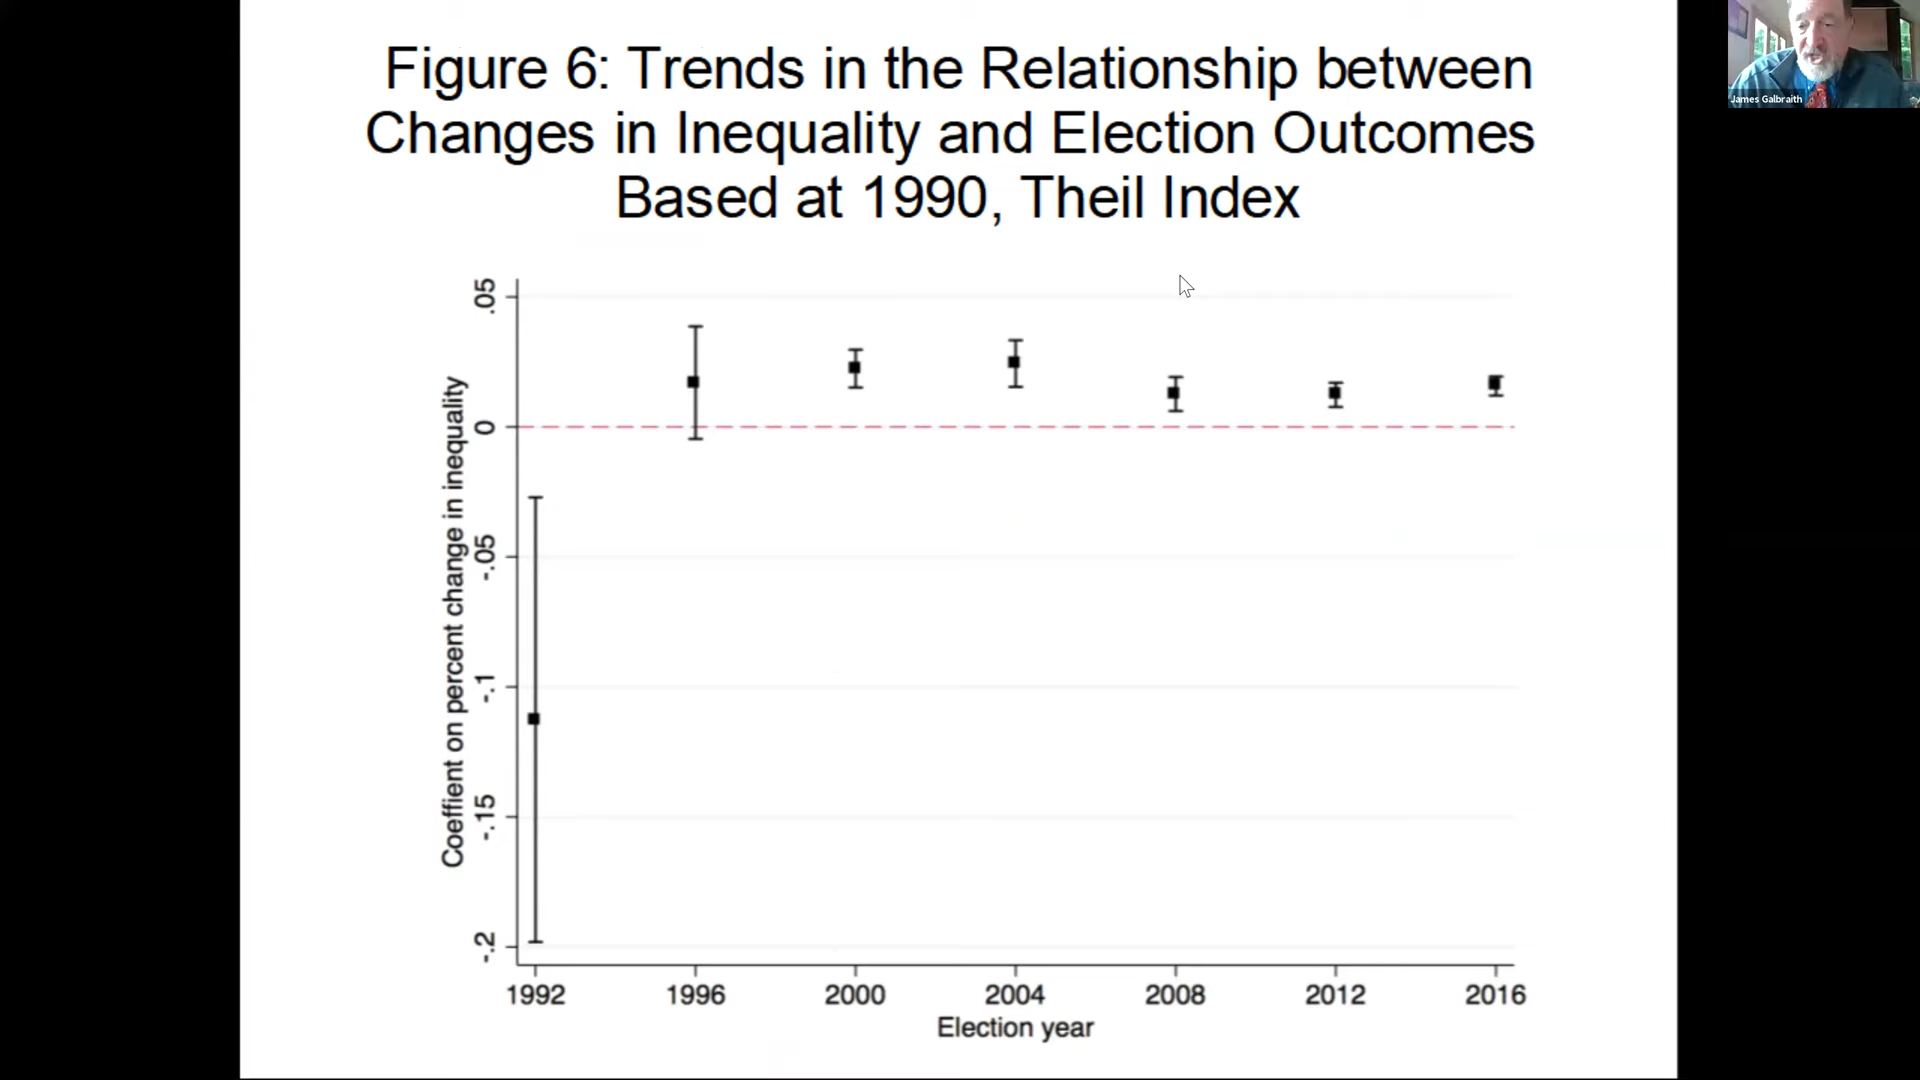 Figure 6: Trends in the Relationship between
Changes in Inequality and Election Outcomes
Based at 1990, Theil Index
James Galbraith
Coeffient on percent change in inequality
.05
0
-.05
-.1
-.15
-.2
1992 1996 2000 2004 2008 2012 2016
Election year